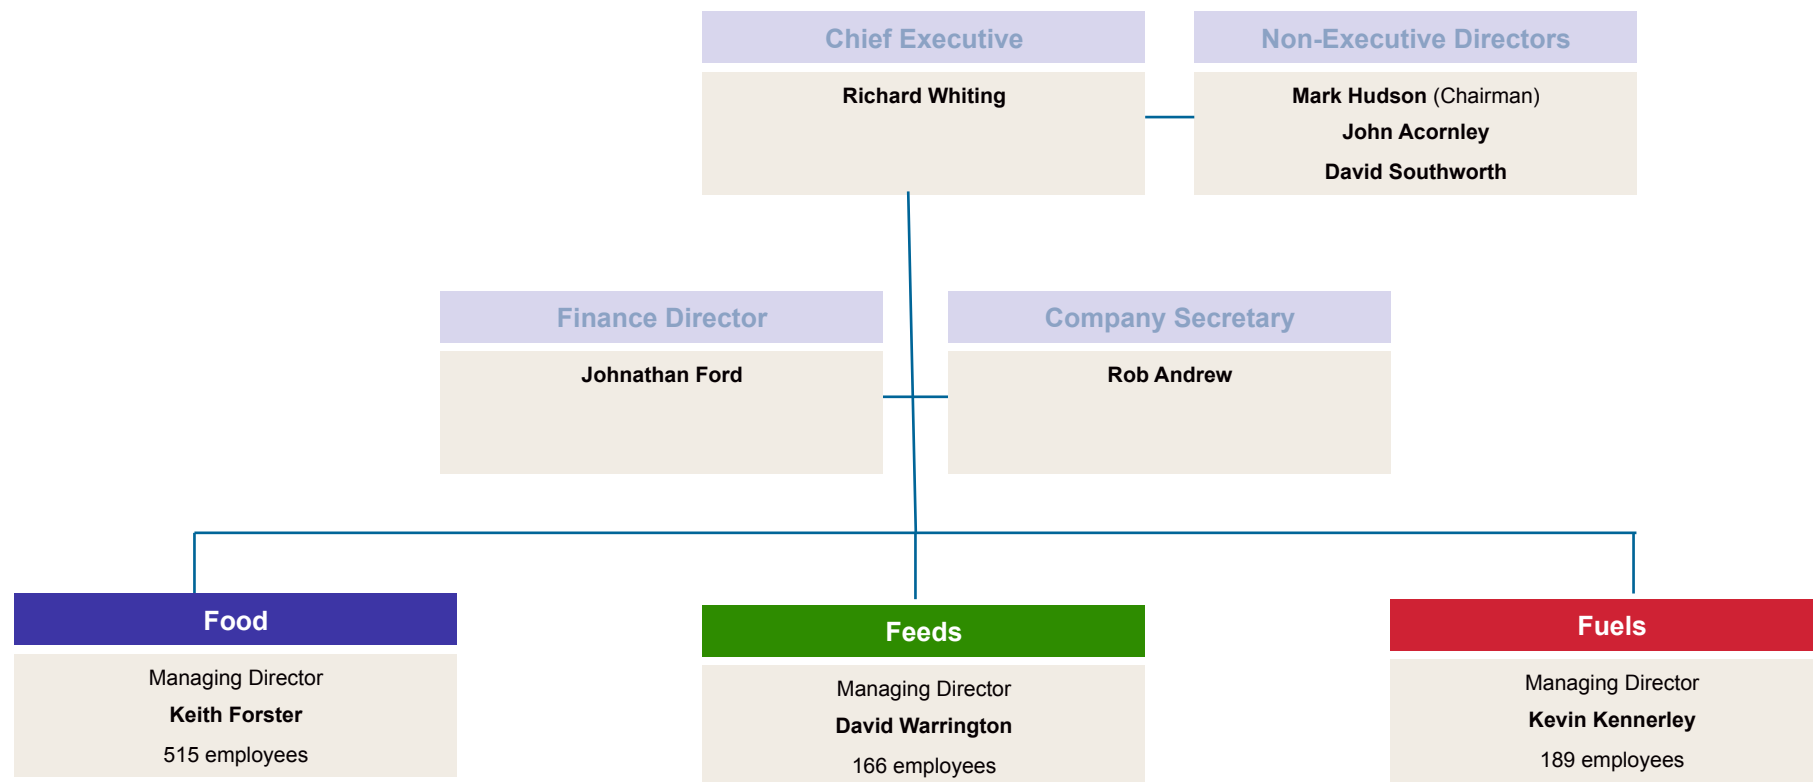 Chief Executive
Richard Whiting
Non-Executive Directors
Mark Hudson (Chairman)
John Acornley
David Southworth
Finance Director
Johnathan Ford
Company Secretary
Rob Andrew
Food
Managing Director
Keith Forster
515 employees
Feeds
Managing Director
David Warrington
166 employees
Fuels
Managing Director
Kevin Kennerley
189 employees